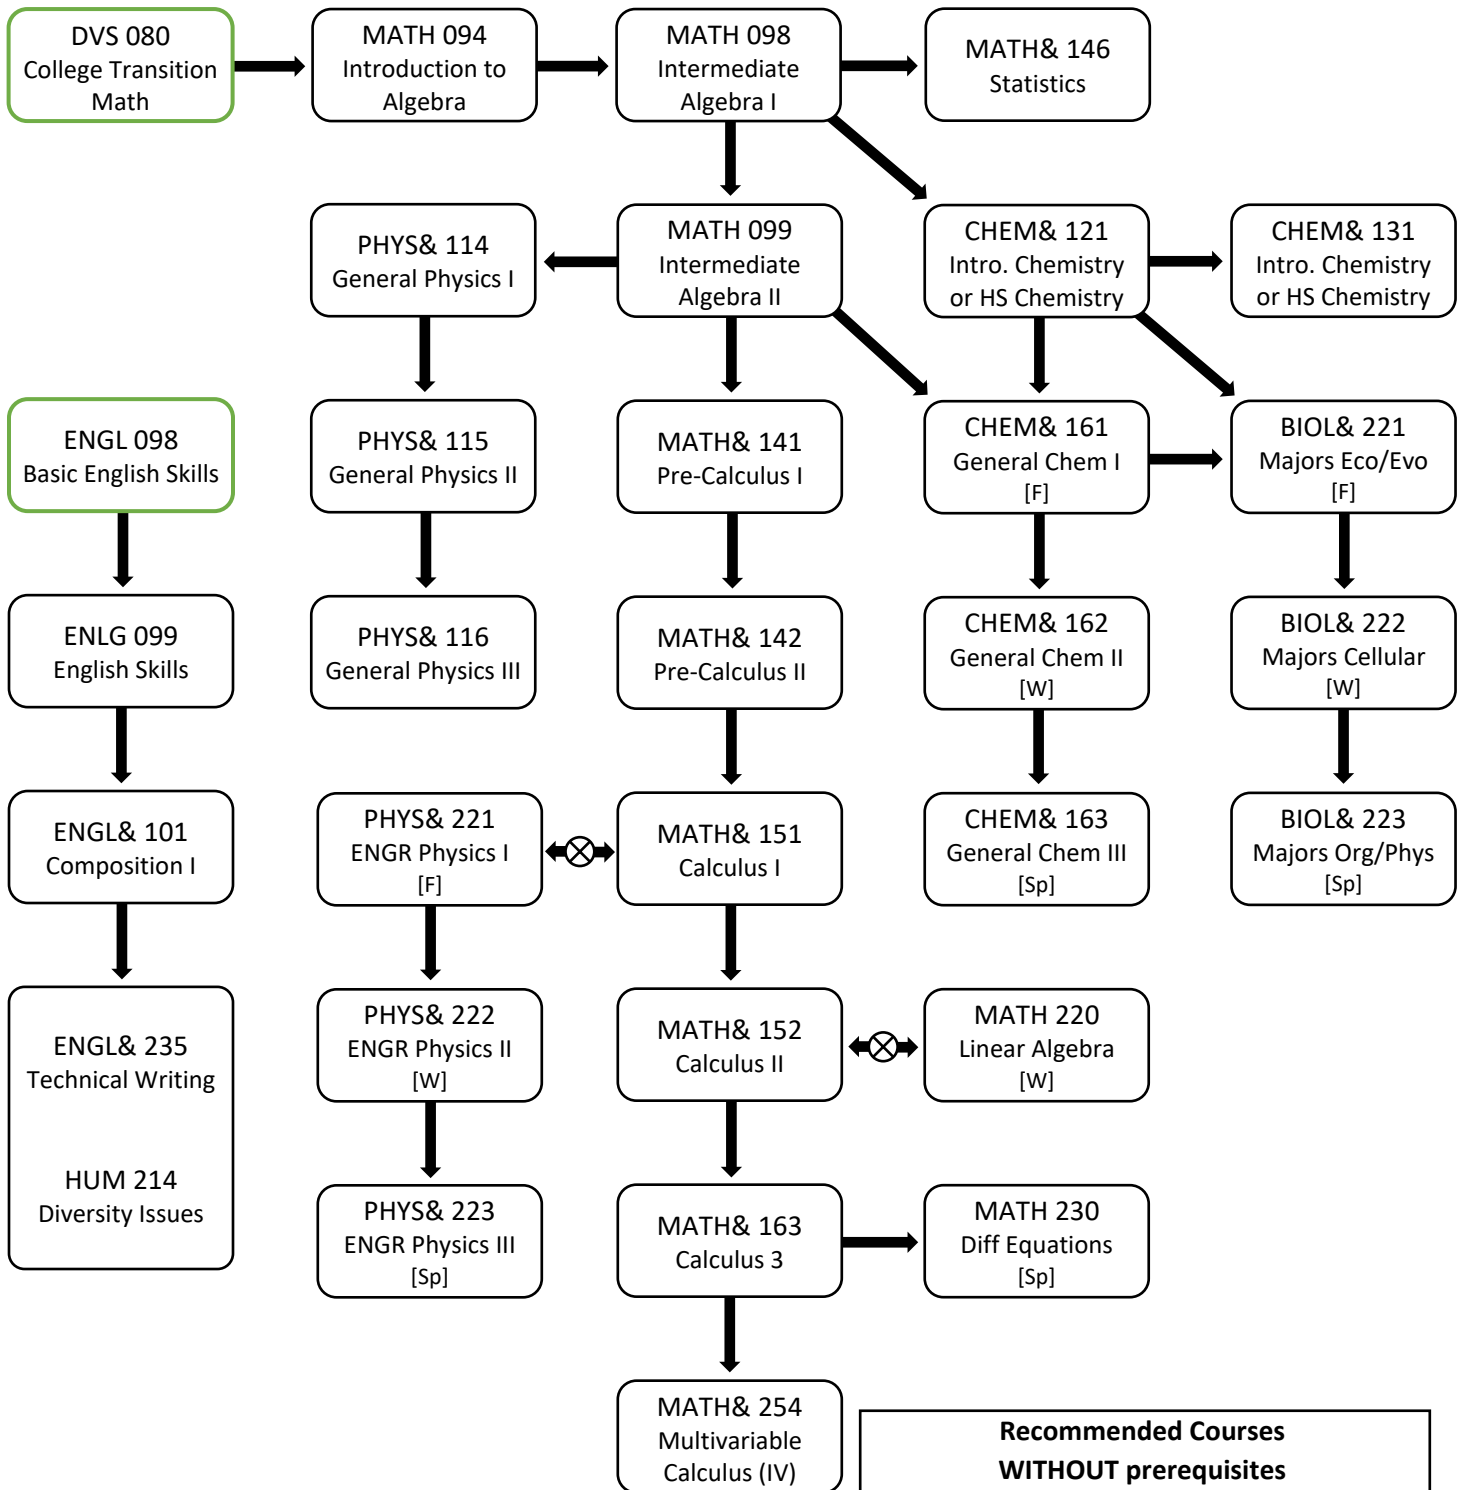 DVS 080
College Transition
Math
MATH 094
Introduction to
Algebra
MATH 098
Intermediate
Algebra I
MATH& 146
Statistics
PHYS& 114
General Physics I
MATH 099
Intermediate
Algebra II
CHEM& 121
Intro. Chemistry
or HS Chemistry
CHEM& 131
Intro. Chemistry
or HS Chemistry
ENGL 098
Basic English Skills
PHYS& 115
General Physics II
MATH& 141
Pre-Calculus I
CHEM& 161
General Chem I
[F]
BIOL& 221
Majors Eco/Evo
[F]
ENLG 099
English Skills
PHYS& 116
General Physics III
MATH& 142
Pre-Calculus II
CHEM& 162
General Chem II
[W]
BIOL& 222
Majors Cellular
[W]
ENGL& 101
Composition I
PHYS& 221
ENGR Physics I
[F]
MATH& 151
Calculus I
CHEM& 163
General Chem III
[Sp]
BIOL& 223
Majors Org/Phys
[Sp]
ENGL& 235
Technical Writing
HUM 214
Diversity Issues
PHYS& 222
ENGR Physics II
[W]
MATH& 152
Calculus II
MATH 220
Linear Algebra
[W]
PHYS& 223
ENGR Physics III
[Sp]
MATH& 163
Calculus 3
MATH 230
Diff Equations
[Sp]
MATH& 254
Multivariable
Calculus (IV)
Recommended Courses
WITHOUT prerequisites